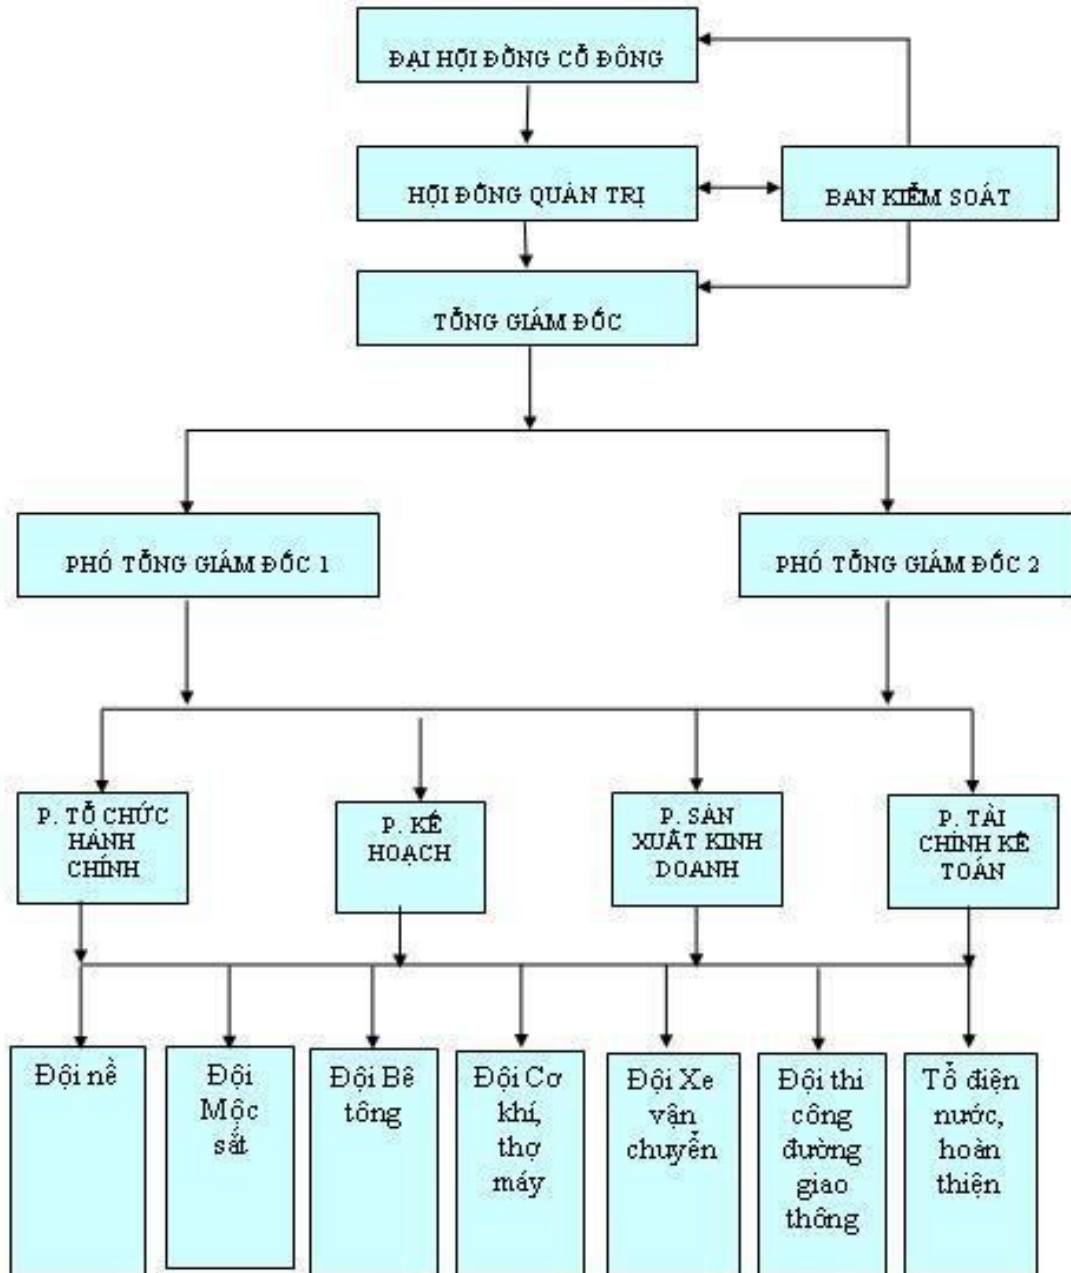 ĐẠI HỘI ĐỒNG CỔ ĐÔNG
HỘI ĐỒNG QUẢN TRỊ
BAN KIỂM SOÁT
TỔNG GIÁM ĐỐC
PHÓ TỔNG GIÁM ĐỐC 1
PHÓ TỔNG GIÁM ĐỐC 2
P. TỔ CHỨC
HÀNH
CHÍNH
P. KẾ
HOẠCH
P. SẢN
XUẤT KINH
DOANH
P. TÀI
CHÍNH KẾ
TOÁN
Đội nề
Đội
Mộc
sắt
Đội Bê
tông
Đội Cơ
khí,
thợ
máy
Đội Xe
vận
chuyển
Đội thi
công
đường
giao
thông
Tổ điện
nước,
hoàn
thiện